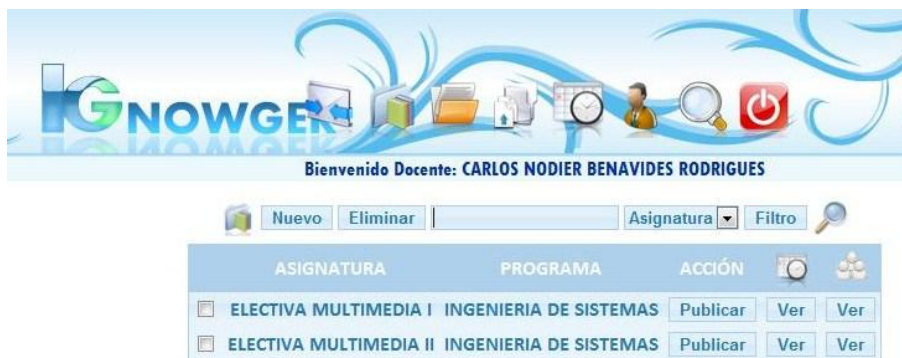 KGNOWGER
Bienvenido Docente: CARLOS NODIER BENAVIDES RODRIGUES
Nuevo Eliminar Asignatura Filtro
ASIGNATURA PROGRAMA ACCIÓN
ELECTIVA MULTIMEDIA I INGENIERIA DE SISTEMAS Publicar Ver Ver
ELECTIVA MULTIMEDIA II INGENIERIA DE SISTEMAS Publicar Ver Ver